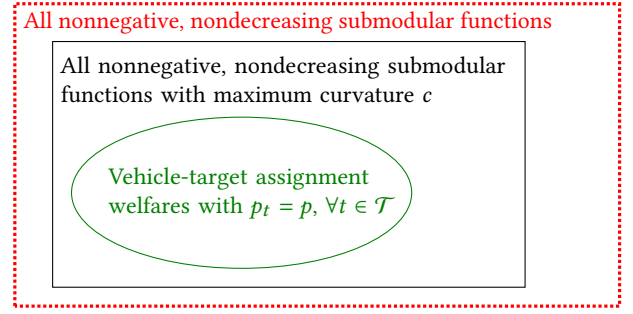 All nonnegative, nondecreasing submodular functions
All nonnegative, nondecreasing submodular
functions with maximum curvature c
Vehicle-target assignment
welfares with pₜ = p, ∀t ∈ 𝒯